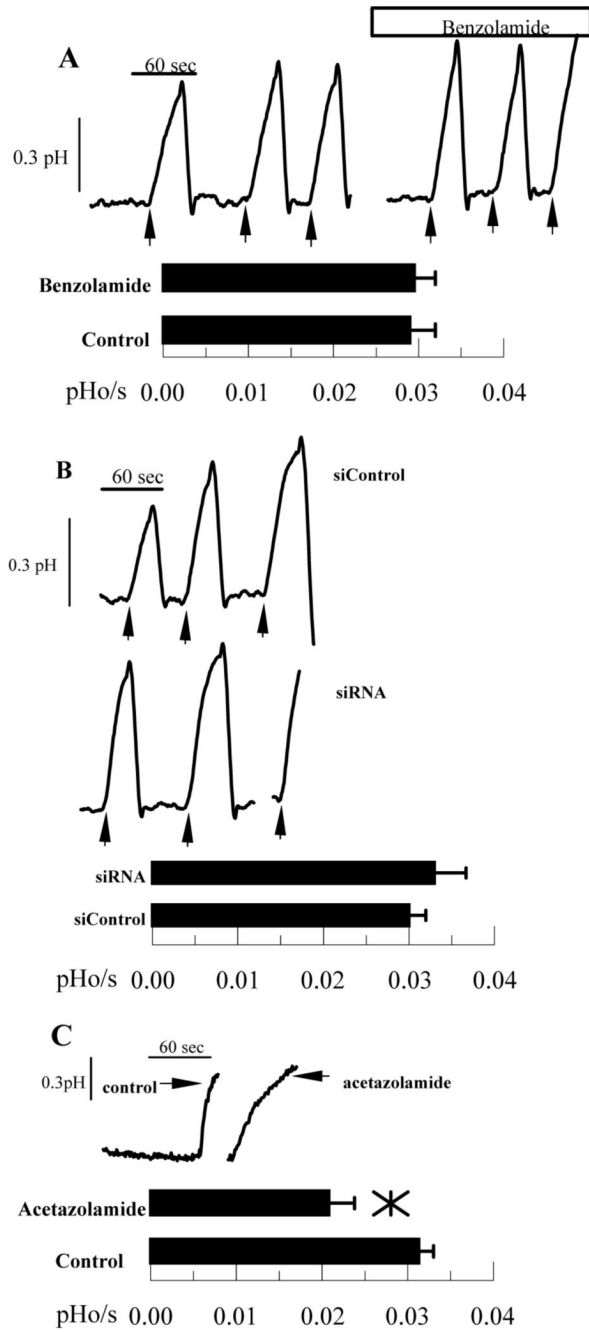 Benzolamide
A
60 sec
0.3 pH
Benzolamide
Control
pHo/s 0.00 0.01 0.02 0.03 0.04
B
60 sec
siControl
0.3 pH
siRNA
siRNA
siControl
pHo/s 0.00 0.01 0.02 0.03 0.04
C
60 sec
0.3pH
control
acetazolamide
Acetazolamide
Control
pHo/s 0.00 0.01 0.02 0.03 0.04